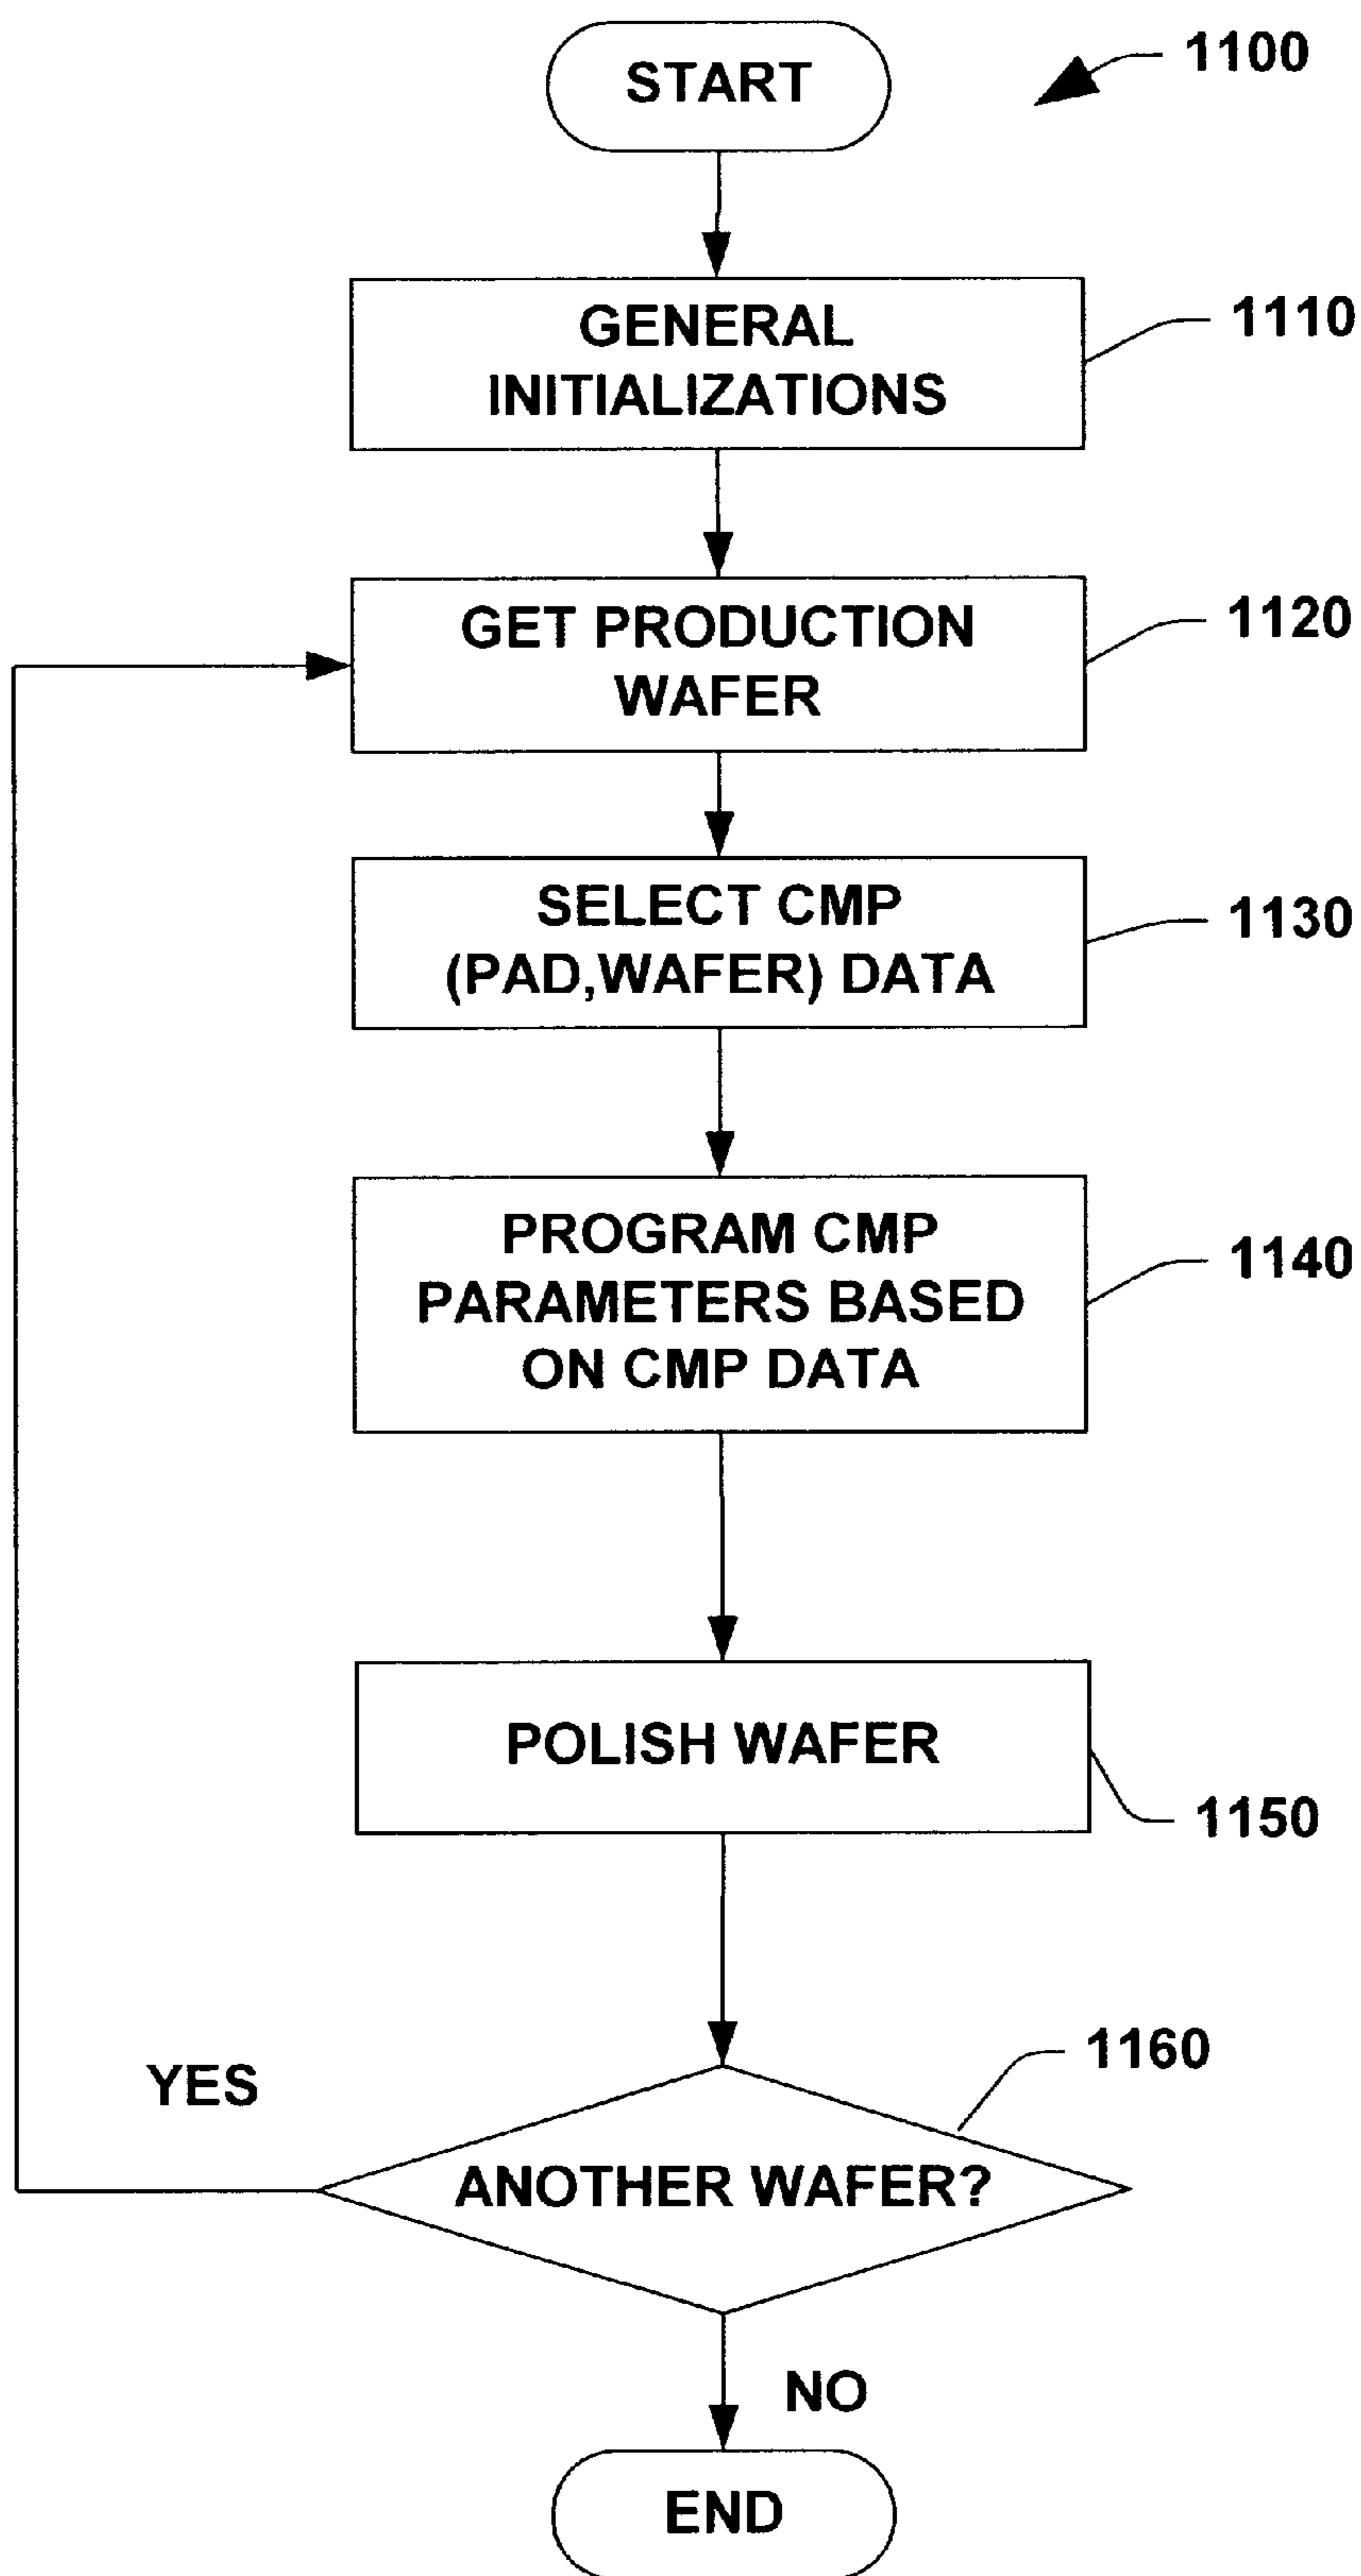 START
1100
GENERAL
INITIALIZATIONS
1110
GET PRODUCTION
WAFER
1120
SELECT CMP
(PAD,WAFER) DATA
1130
PROGRAM CMP
PARAMETERS BASED
ON CMP DATA
1140
POLISH WAFER
1150
1160
YES
ANOTHER WAFER?
NO
END